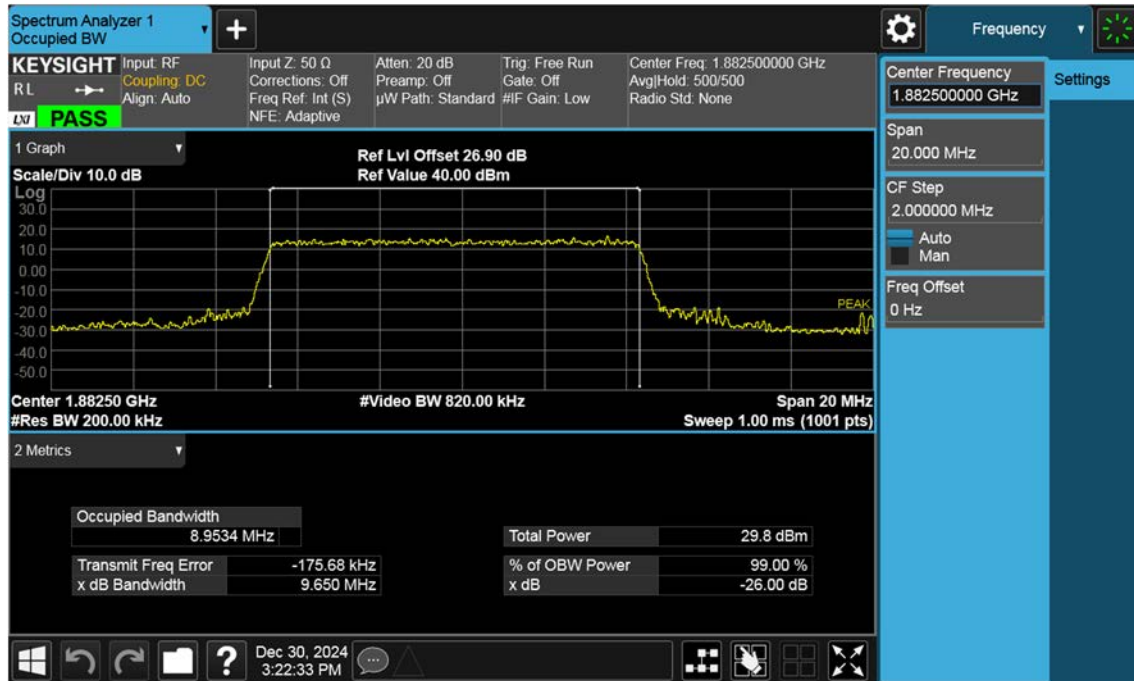 Spectrum Analyzer 1
Occupied BW
+
Frequency
KEYSIGHT
R L
LXI PASS
Input: RF
Coupling: DC
Align: Auto
Input Z: 50 Ω
Corrections: Off
Freq Ref: Int (S)
NFE: Adaptive
Atten: 20 dB
Preamp: Off
µW Path: Standard
Trig: Free Run
Gate: Off
#IF Gain: Low
Center Freq: 1.882500000 GHz
Avg|Hold: 500/500
Radio Std: None
1 Graph
Scale/Div 10.0 dB
Ref Lvl Offset 26.90 dB
Ref Value 40.00 dBm
Log
30.0
20.0
10.0
0.00
-10.0
-20.0
-30.0
-40.0
-50.0
PEAK
Center 1.88250 GHz
#Video BW 820.00 kHz
Span 20 MHz
#Res BW 200.00 kHz
Sweep 1.00 ms (1001 pts)
2 Metrics
Occupied Bandwidth
8.9534 MHz
Transmit Freq Error -175.68 kHz
x dB Bandwidth 9.650 MHz
Total Power 29.8 dBm
% of OBW Power 99.00 %
x dB -26.00 dB
?
Dec 30, 2024
3:22:33 PM
Center Frequency
1.882500000 GHz
Span
20.000 MHz
CF Step
2.000000 MHz
Auto
Man
Freq Offset
0 Hz
Settings